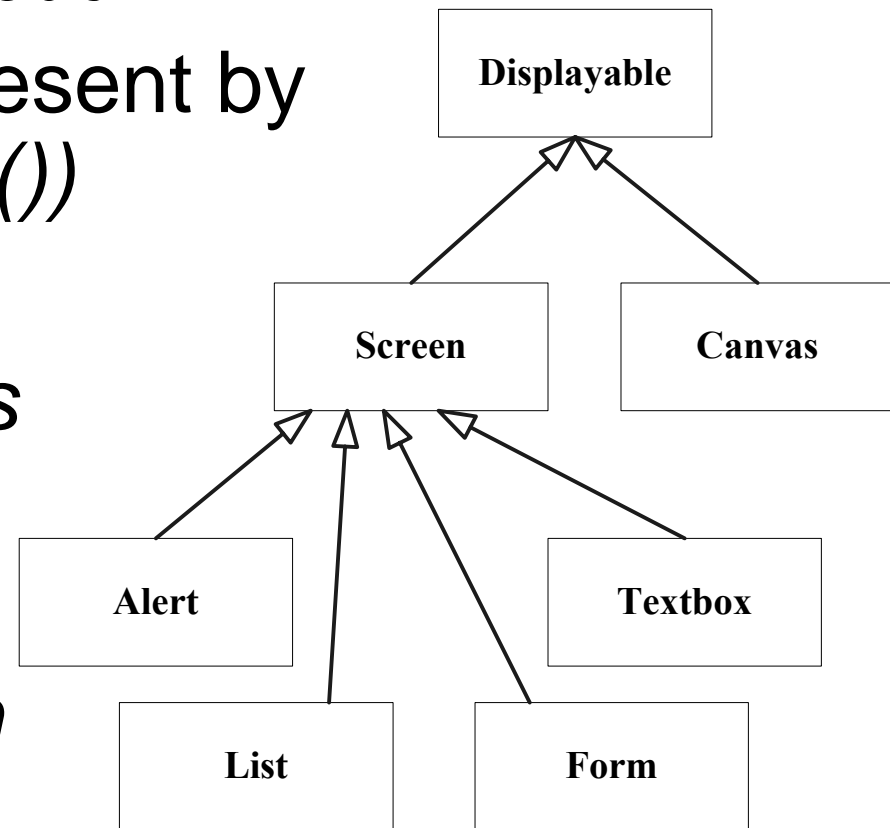 esent by
())
s
Displayable
Screen
Canvas
Alert
Textbox
List
Form